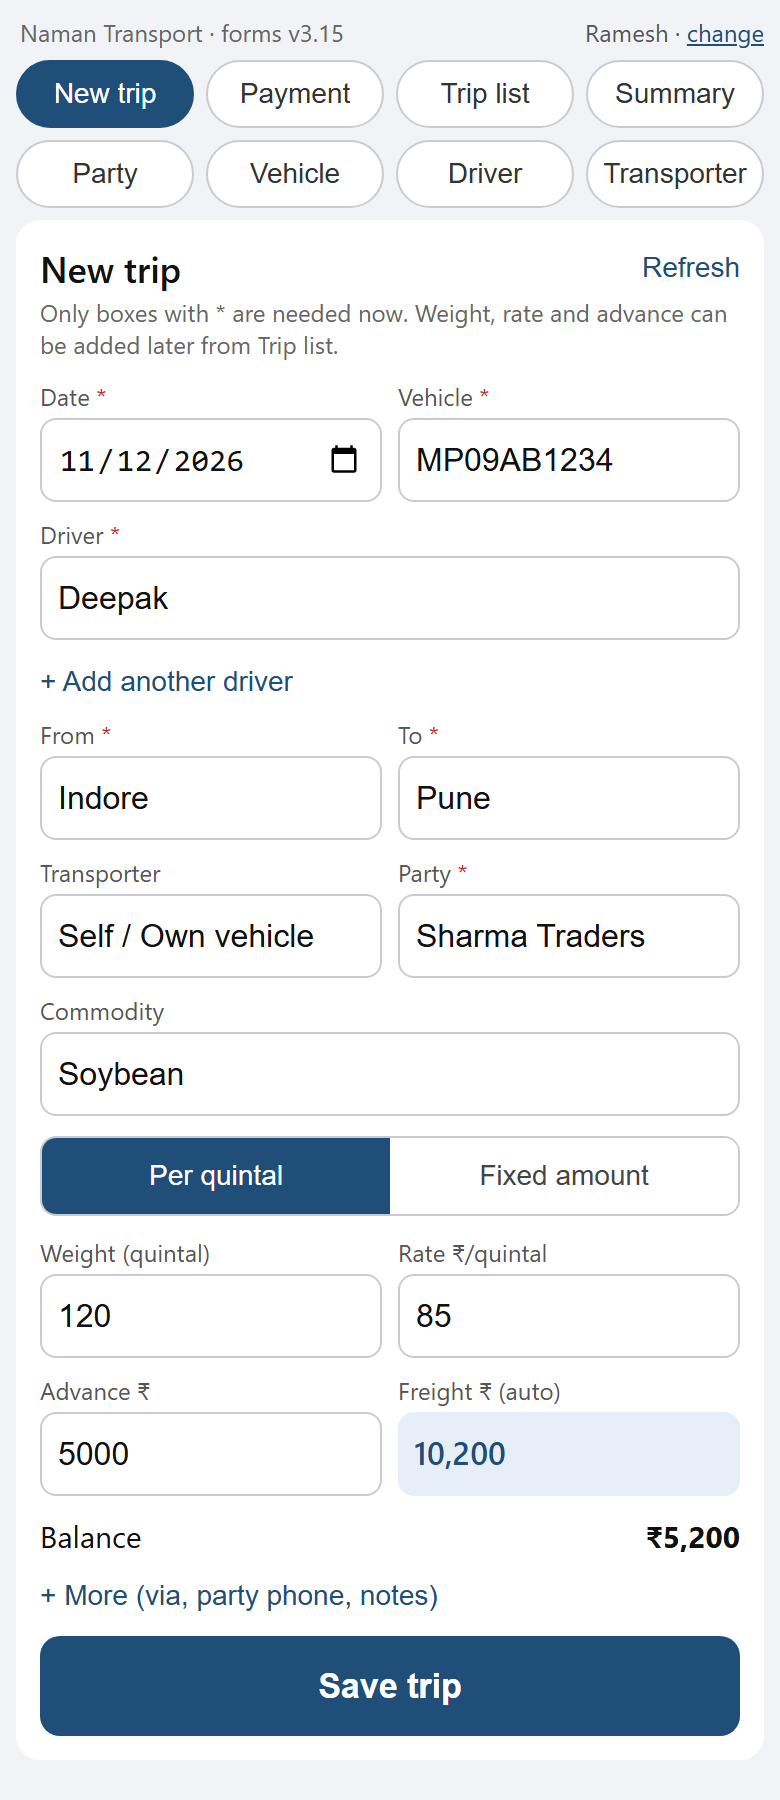 Naman Transport · forms v3.15
Ramesh · change
New trip
Payment
Trip list
Summary
Party
Vehicle
Driver
Transporter
New trip
Refresh
Only boxes with * are needed now. Weight, rate and advance can
be added later from Trip list.
Date *
Vehicle *
11/12/2026
MP09AB1234
Driver *
Deepak
+ Add another driver
From *
To *
Indore
Pune
Transporter
Party *
Self / Own vehicle
Sharma Traders
Commodity
Soybean
Per quintal
Fixed amount
Weight (quintal)
Rate ₹/quintal
120
85
Advance ₹
Freight ₹ (auto)
5000
10,200
Balance
₹5,200
+ More (via, party phone, notes)
Save trip